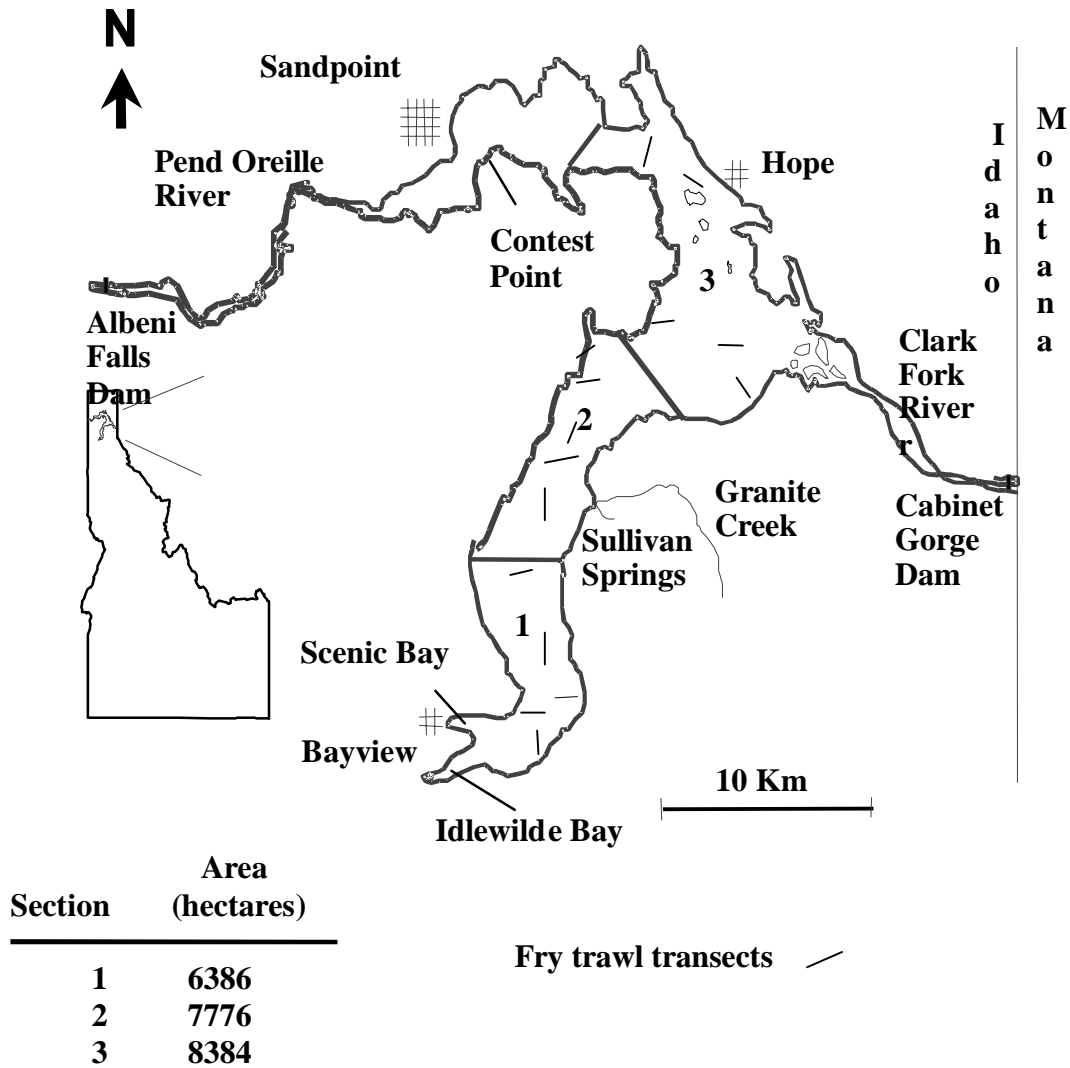 N
Sandpoint
Pend Oreille
River
Hope
Contest
Point
I
d
a
h
o
M
o
n
t
a
n
a
3
Albeni
Falls
Dam
Clark
Fork
River
r
2
Granite
Creek
Cabinet
Gorge
Dam
Sullivan
Springs
1
Scenic Bay
Bayview
10 Km
Idlewilde Bay
Area
Section (hectares)
1 6386
2 7776
3 8384
Fry trawl transects